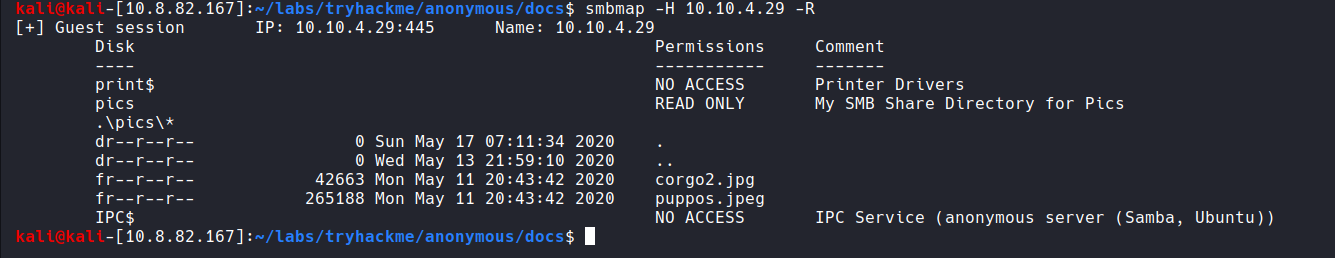 kali@kali-[10.8.82.167]:~/labs/tryhackme/anonymous/docs$ smbmap -H 10.10.4.29 -R
[+] Guest session       IP: 10.10.4.29:445      Name: 10.10.4.29
        Disk                                                    Permissions     Comment
        ----                                                    -----------     -------
        print$                                                  NO ACCESS       Printer Drivers
        pics                                                    READ ONLY       My SMB Share Directory for Pics
        .\pics\*
        dr--r--r--                0 Sun May 17 07:11:34 2020    .
        dr--r--r--                0 Wed May 13 21:59:10 2020    ..
        fr--r--r--            42663 Mon May 11 20:43:42 2020    corgo2.jpg
        fr--r--r--           265188 Mon May 11 20:43:42 2020    puppos.jpeg
        IPC$                                                    NO ACCESS       IPC Service (anonymous server (Samba, Ubuntu))
kali@kali-[10.8.82.167]:~/labs/tryhackme/anonymous/docs$